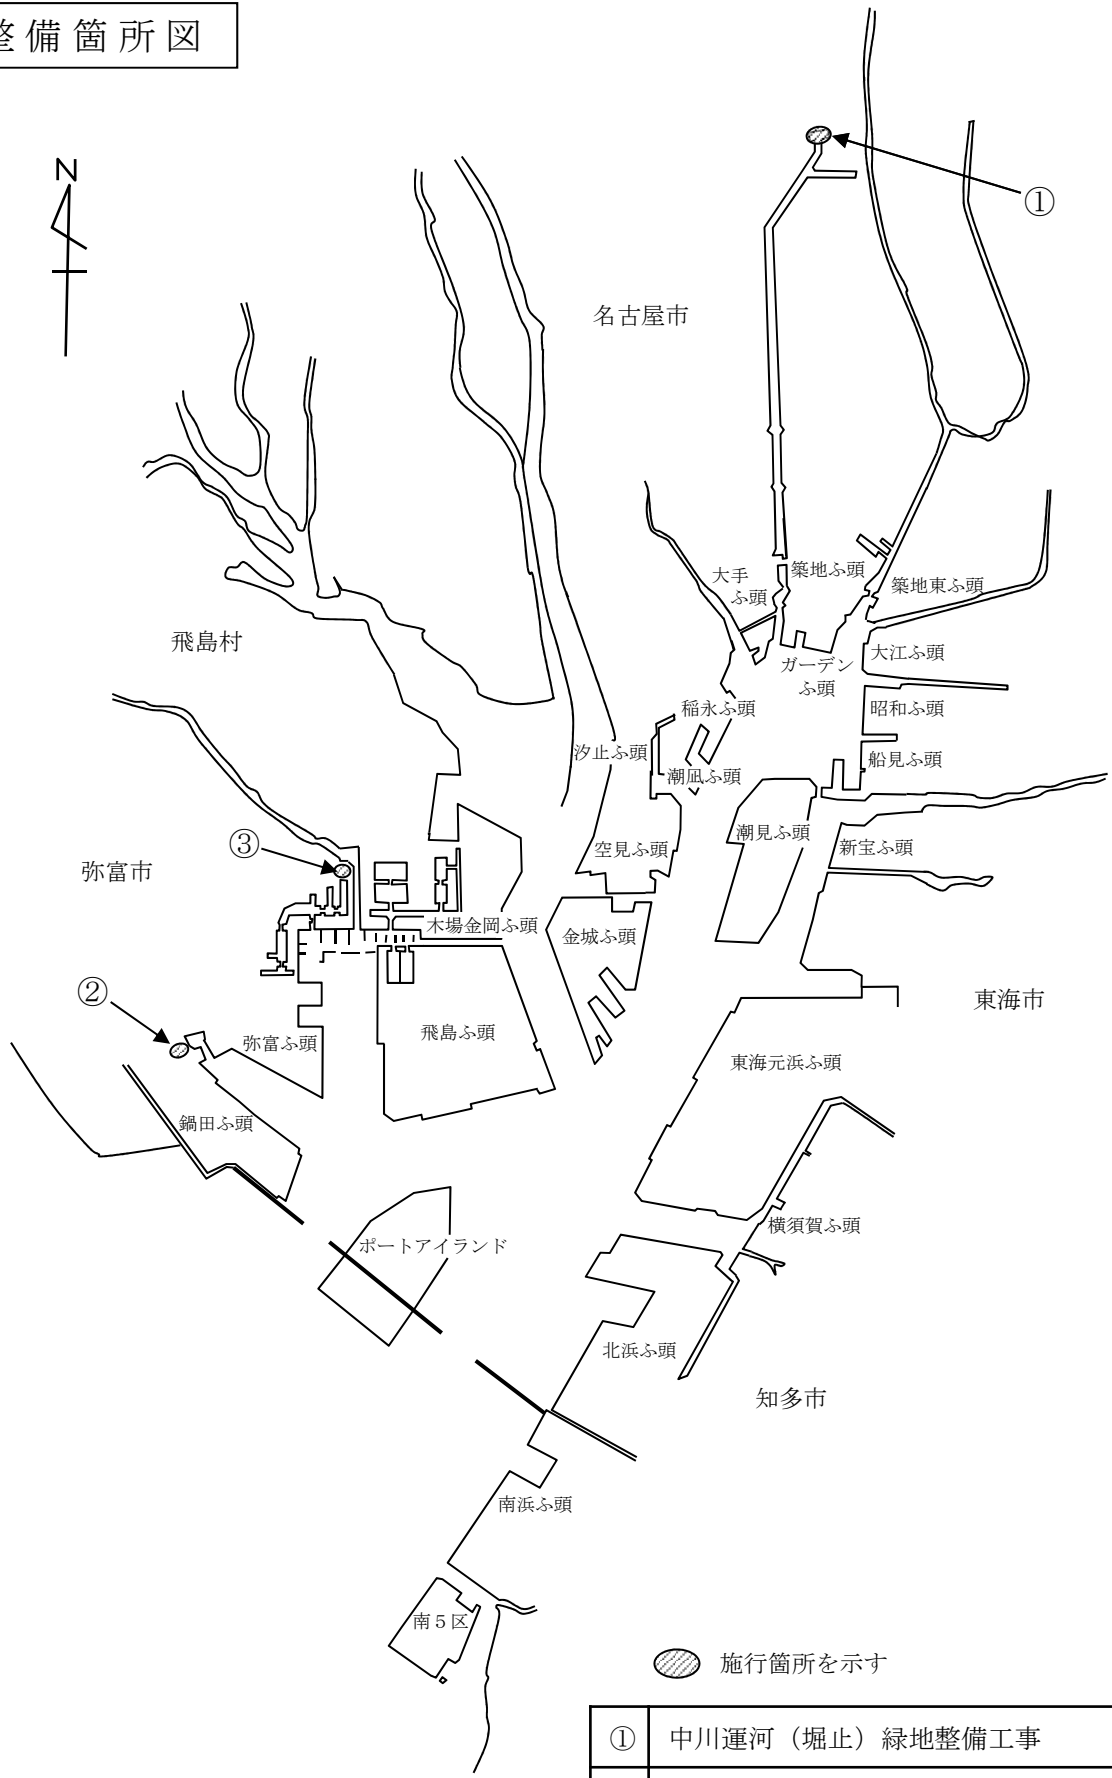 整備箇所図
N
①
名古屋市
大手
ふ頭
築地ふ頭
築地東ふ頭
飛島村
ガーデン
ふ頭
大江ふ頭
稲永ふ頭
昭和ふ頭
汐止ふ頭
潮凪ふ頭
船見ふ頭
潮見ふ頭
③
空見ふ頭
新宝ふ頭
弥富市
木場金岡ふ頭
金城ふ頭
②
東海市
弥富ふ頭
飛島ふ頭
東海元浜ふ頭
鍋田ふ頭
横須賀ふ頭
ポートアイランド
北浜ふ頭
知多市
南浜ふ頭
南5区
施行箇所を示す
① 中川運河（堀止）緑地整備工事